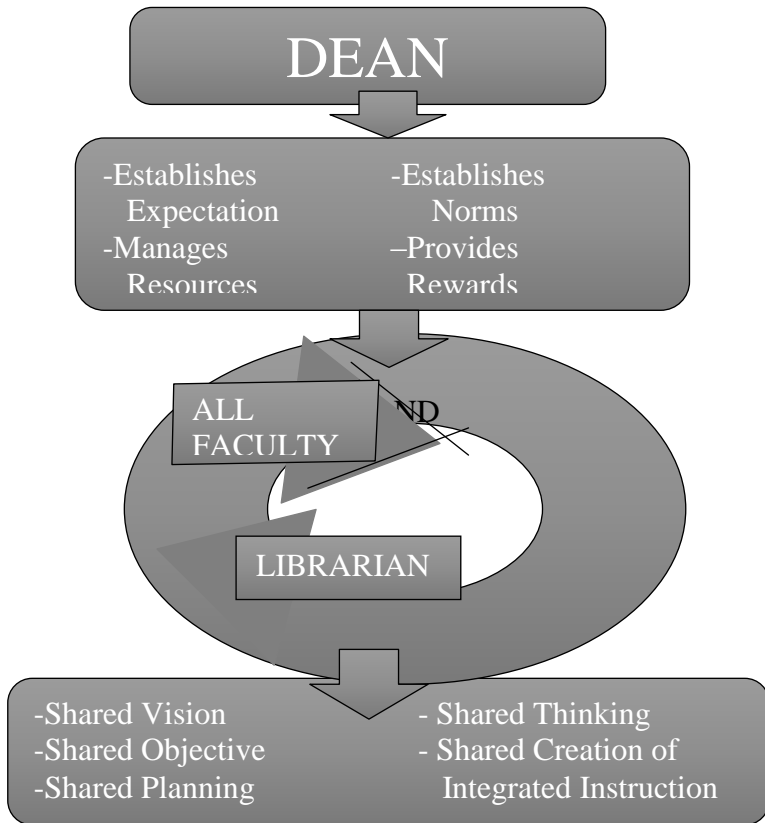 DEAN
-Establishes
Expectation
-Manages
Resources
-Establishes
Norms
–Provides
Rewards
ALL
FACULTY
ND
LIBRARIAN
-Shared Vision
-Shared Objective
-Shared Planning
- Shared Thinking
- Shared Creation of
Integrated Instruction